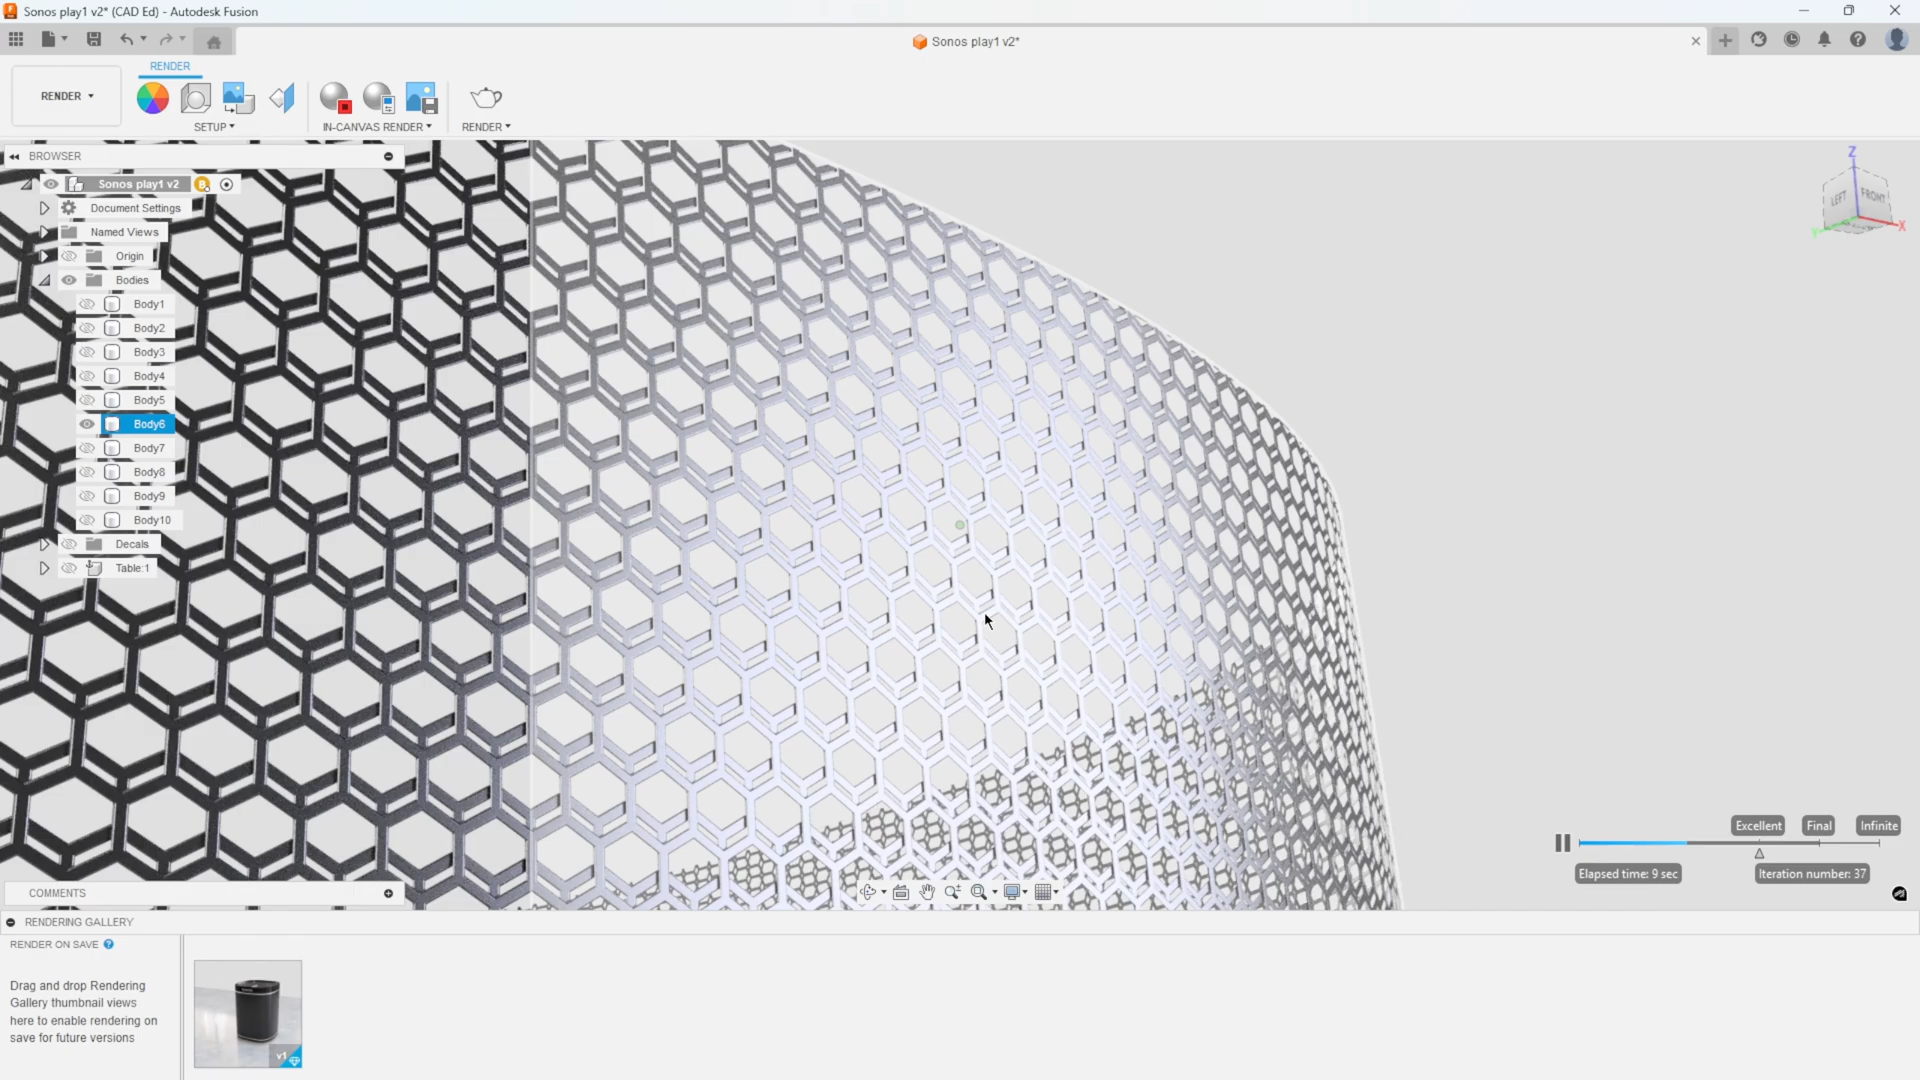 Sonos play1 v2* (CAD Ed) - Autodesk Fusion
Sonos play1 v2*
RENDER
RENDER
SETUP
IN-CANVAS RENDER
RENDER
BROWSER
Z
LEFT
FRONT
X
Y
Sonos play1 v2
Document Settings
Named Views
Origin
Bodies
Body1
Body2
Body3
Body4
Body5
Body6
Body7
Body8
Body9
Body10
Decals
Table:1
Excellent
Final
Infinite
Elapsed time: 9 sec
Iteration number: 37
COMMENTS
RENDERING GALLERY
RENDER ON SAVE
Drag and drop Rendering
Gallery thumbnail views
here to enable rendering on
save for future versions
v1